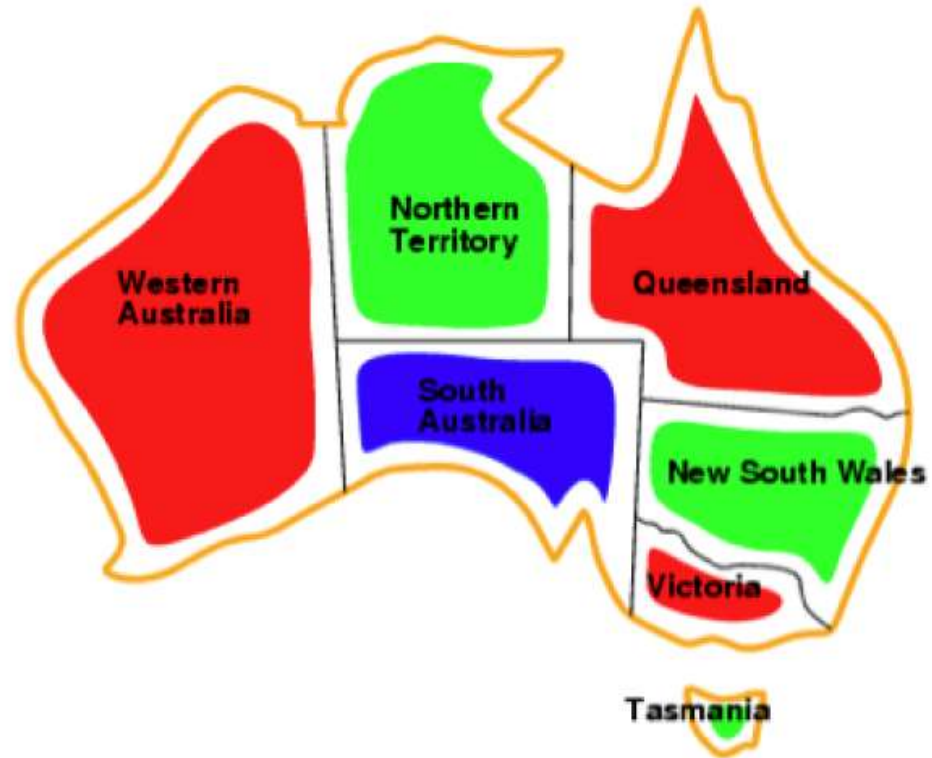 Northern
Territory
Western
Australia
Queensland
South
Australia
New South Wales
Victoria
Tasmania